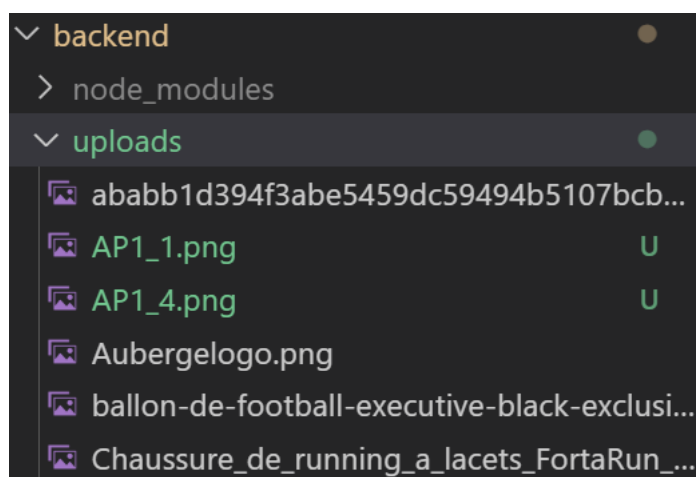 backend
node_modules
uploads
ababb1d394f3abe5459dc59494b5107bcb...
AP1_1.png U
AP1_4.png U
Aubergelogo.png
ballon-de-football-executive-black-exclusi...
Chaussure_de_running_a_lacets_FortaRun_...